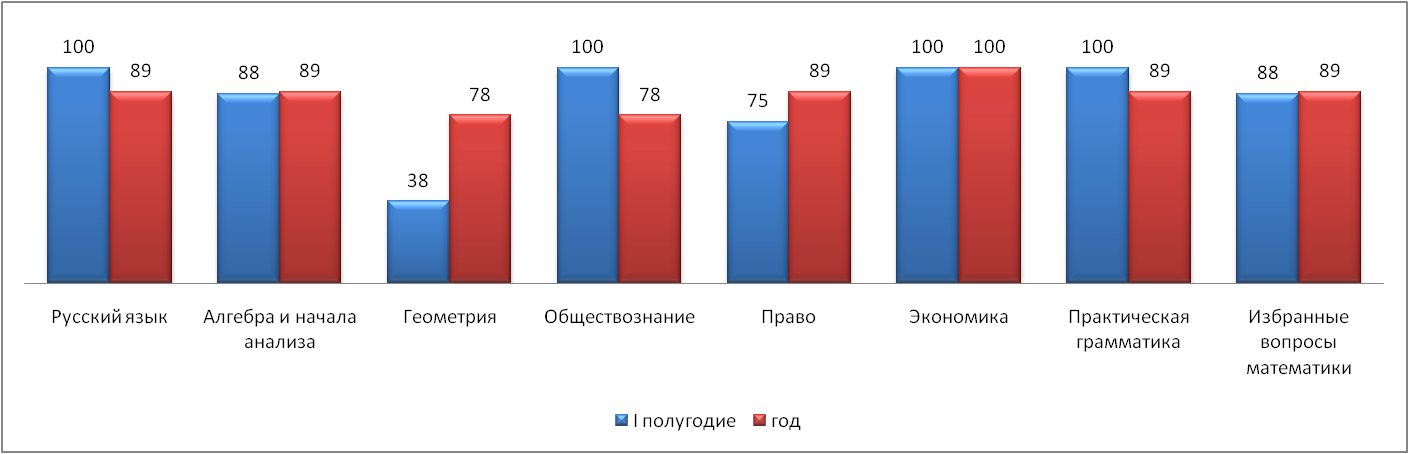 100
89
88
89
38
78
100
78
75
89
100
100
100
89
88
89
Русский язык
Алгебра и начала
анализа
Геометрия
Обществознание
Право
Экономика
Практическая
грамматика
Избранные
вопросы
математики
I полугодие
год